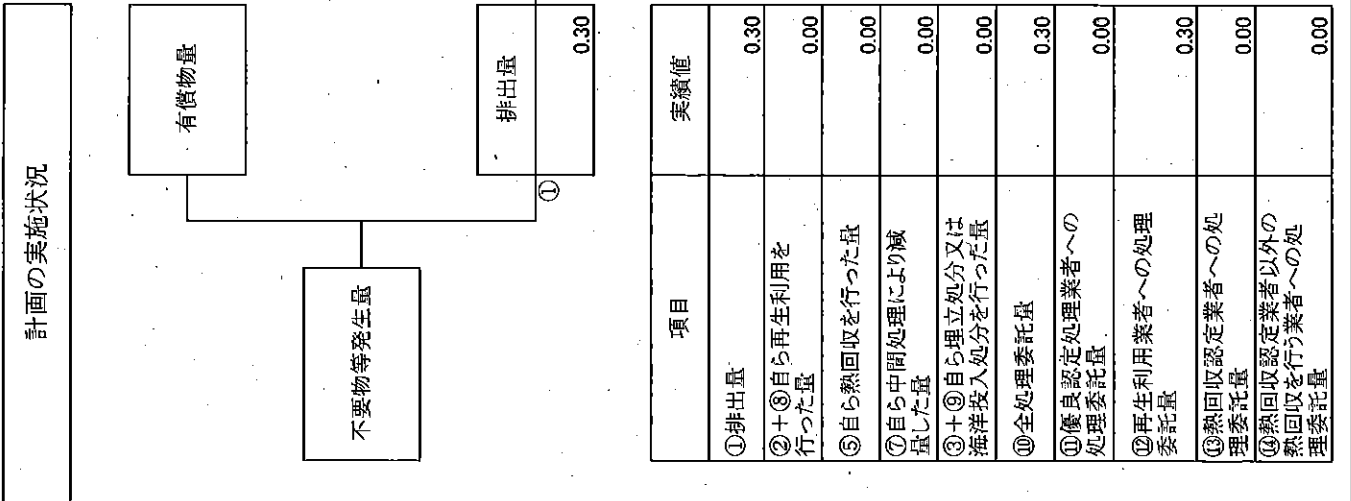 計画の実施状況
有償物量
不要物等発生量
排出量
①
0.30
項目
実績値
①排出量
0.30
②+⑧自ら再生利用を
行った量
0.00
⑤自ら熱回収を行った量
0.00
⑦自ら中間処理により減
量した量
0.00
③+⑨自ら埋立処分又は
海洋投入処分を行った量
0.00
⑩全処理委託量
0.30
⑪優良認定処理業者への
処理委託量
0.00
⑫再生利用業者への処理
委託量
0.30
⑬熱回収認定業者への処
理委託量
0.00
⑭熱回収認定業者以外の
熱回収を行う業者への処
理委託量
0.00